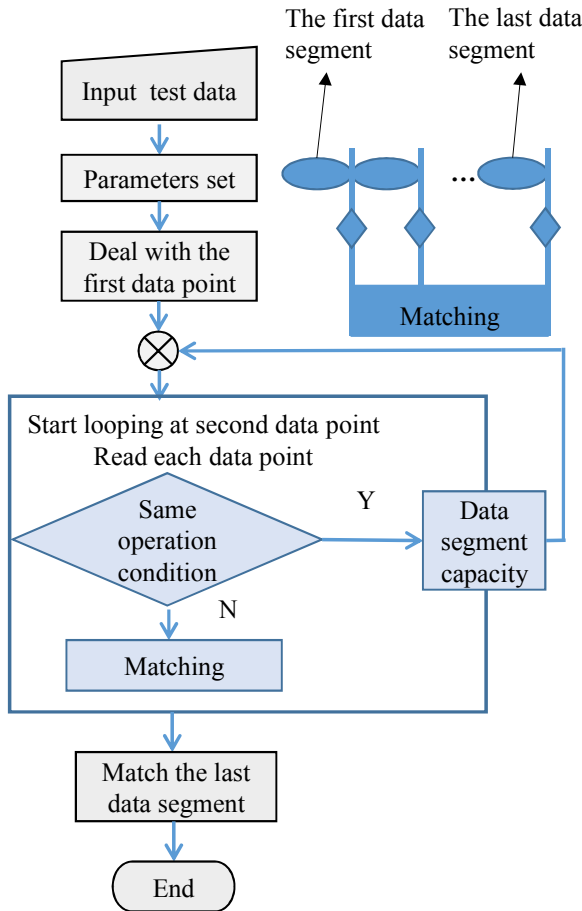 The first data
segment
The last data
segment
Input test data
...
Parameters set
Deal with the
first data point
Matching
Start looping at second data point
Read each data point
Same
operation
condition
Y
Data
segment
capacity
N
Matching
Match the last
data segment
End